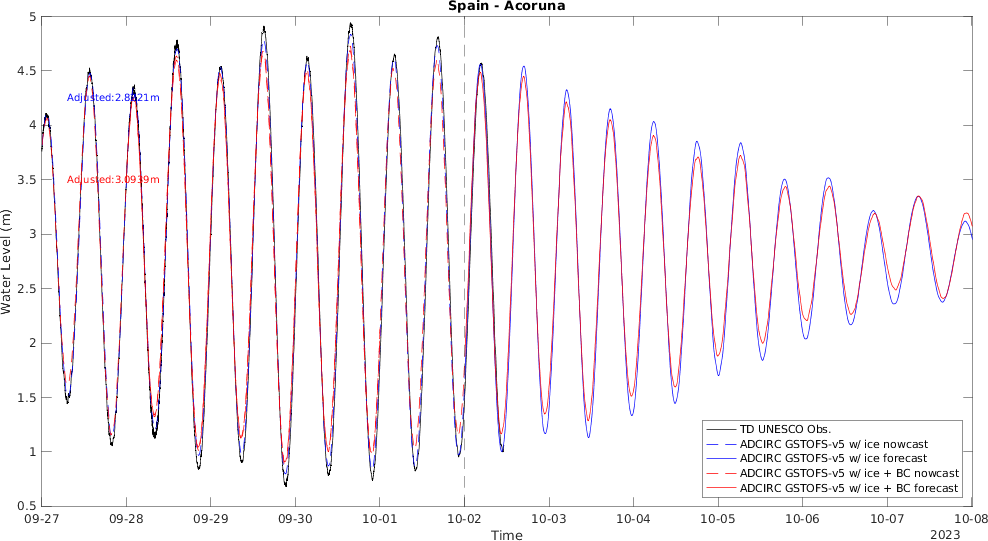 Spain - Acoruna
5
4.5
4
3.5
3
2.5
2
1.5
1
0.5
Water Level (m)
Adjusted:3.0939m
09-27
09-28
09-29
09-30
10-01
10-02
10-03
10-04
10-05
10-06
10-07
10-08
Time
2023
TD UNESCO Obs.
ADCIRC GSTOFS-v5 w/ ice nowcast
ADCIRC GSTOFS-v5 w/ ice forecast
ADCIRC GSTOFS-v5 w/ ice + BC nowcast
ADCIRC GSTOFS-v5 w/ ice + BC forecast